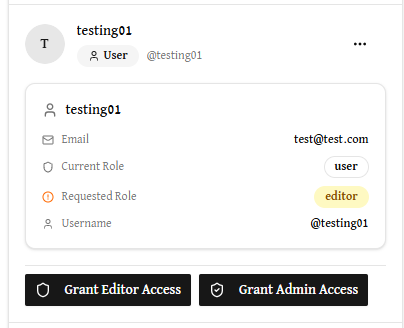 T
testing01
User @testing01
testing01
Email test@test.com
Current Role user
Requested Role editor
Username @testing01
Grant Editor Access Grant Admin Access